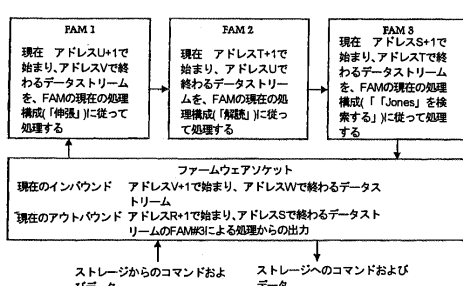 FAM 1
現在 アドレスU+1で
始まり、アドレスVで終
わるデータストリーム
を、FAMの現在の処理
構成(「伸張」)に従って
処理する
FAM 2
現在 アドレスT+1で
始まり、アドレスUで
終わるデータストリー
ムを、FAMの現在の処
理構成(「解読」)に従っ
て処理する
FAM 3
現在 アドレスS+1で
始まり、アドレスTで終
わるデータストリーム
を、FAMの現在の処理
構成(「「Jones」を検
索する」)に従って処理
する
ファームウェアソケット
現在のインバウンド アドレスV+1で始まり、アドレスWで終わるデータス
トリーム
現在のアウトバウンド アドレスR+1で始まり、アドレスSで終わるデータスト
リームのFAM#3による処理からの出力
ストレージからのコマンドおよ
びデータ
ストレージへのコマンドおよび
データ